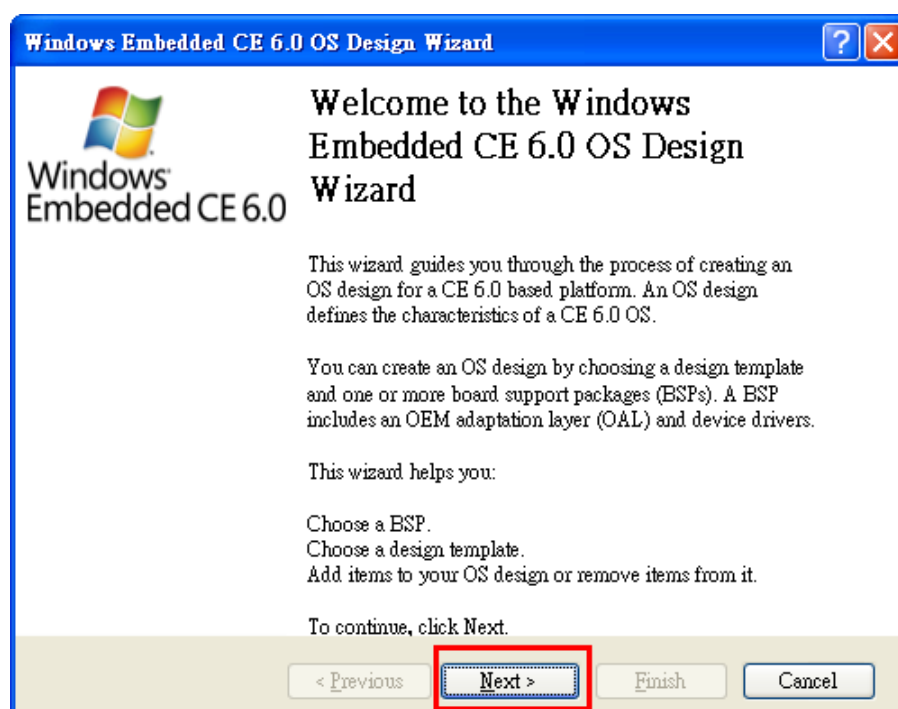 Windows Embedded CE 6.0 OS Design Wizard
?
Windows
Embedded CE 6.0
Welcome to the Windows
Embedded CE 6.0 OS Design
Wizard
This wizard guides you through the process of creating an
OS design for a CE 6.0 based platform. An OS design
defines the characteristics of a CE 6.0 OS.
You can create an OS design by choosing a design template
and one or more board support packages (BSPs). A BSP
includes an OEM adaptation layer (OAL) and device drivers.
This wizard helps you:
Choose a BSP.
Choose a design template.
Add items to your OS design or remove items from it.
To continue, click Next.
< Previous
Next >
Finish
Cancel